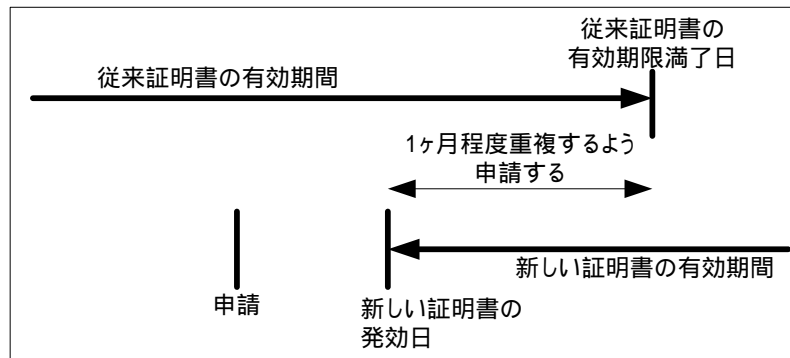 従来証明書の
有効期限満了日
従来証明書の有効期間
1ヶ月程度重複するよう
申請する
新しい証明書の有効期間
申請
新しい証明書の
発効日